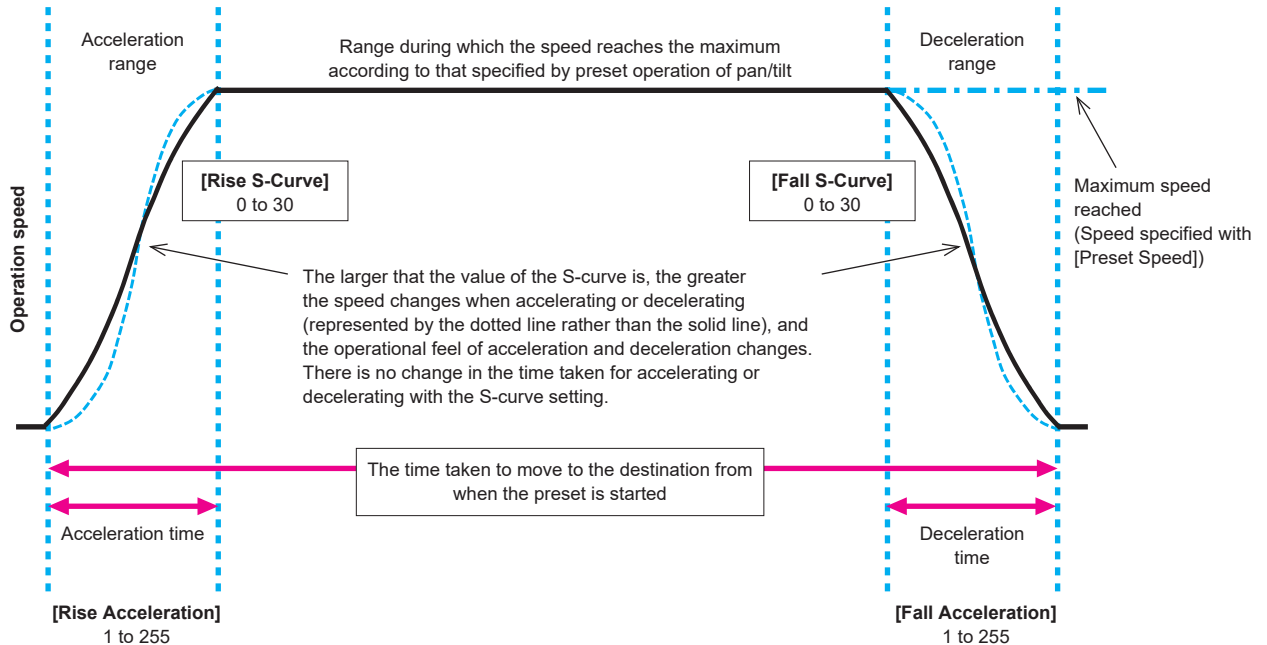 Acceleration
range
Range during which the speed reaches the maximum
according to that specified by preset operation of pan/tilt
Deceleration
range
[Rise S-Curve]
0 to 30
[Fall S-Curve]
0 to 30
Maximum speed
reached
(Speed specified with
[Preset Speed])
Operation speed
The larger that the value of the S-curve is, the greater
the speed changes when accelerating or decelerating
(represented by the dotted line rather than the solid line), and
the operational feel of acceleration and deceleration changes.
There is no change in the time taken for accelerating or
decelerating with the S-curve setting.
The time taken to move to the destination from
when the preset is started
Acceleration time
Deceleration
time
[Rise Acceleration]
1 to 255
[Fall Acceleration]
1 to 255